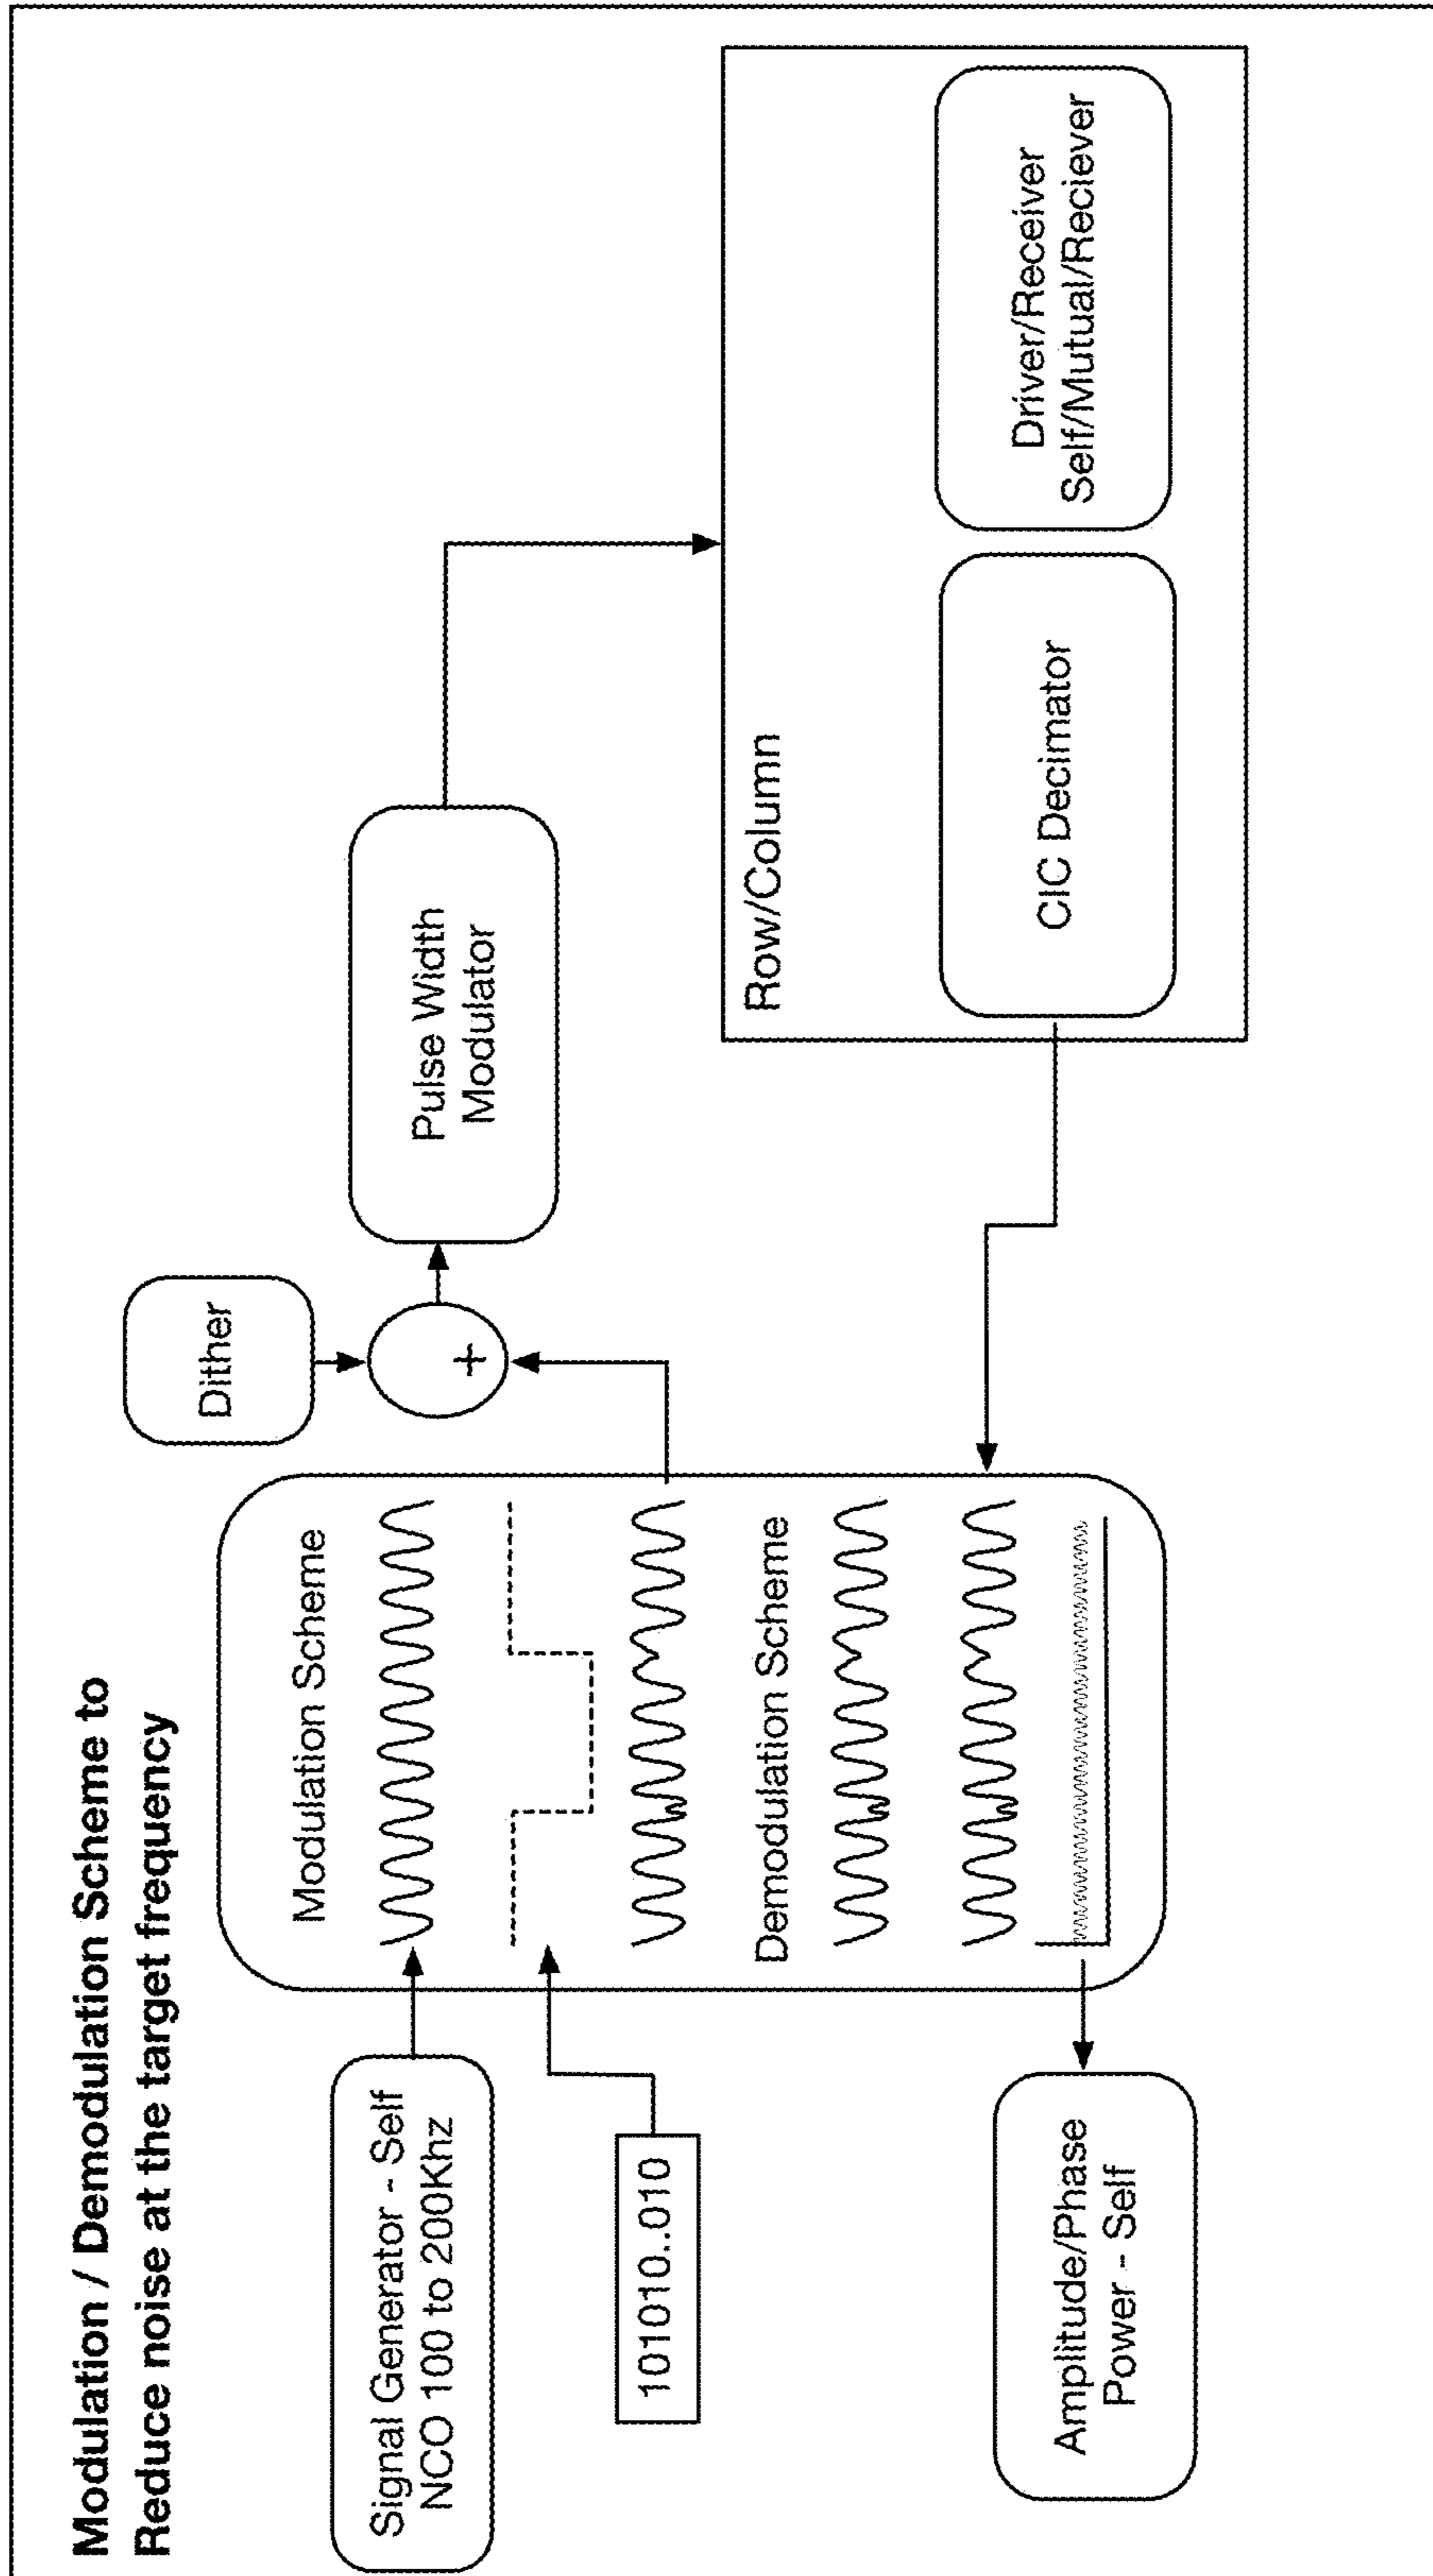 Modulation / Demodulation Scheme to
Reduce noise at the target frequency
Signal Generator - Self
NCO 100 to 200Khz
101010..010
Amplitude/Phase
Power - Self
Modulation Scheme
Demodulation Scheme
Dither
+
Pulse Width
Modulator
Row/Column
CIC Decimator
Driver/Receiver
Self/Mutual/Reciever